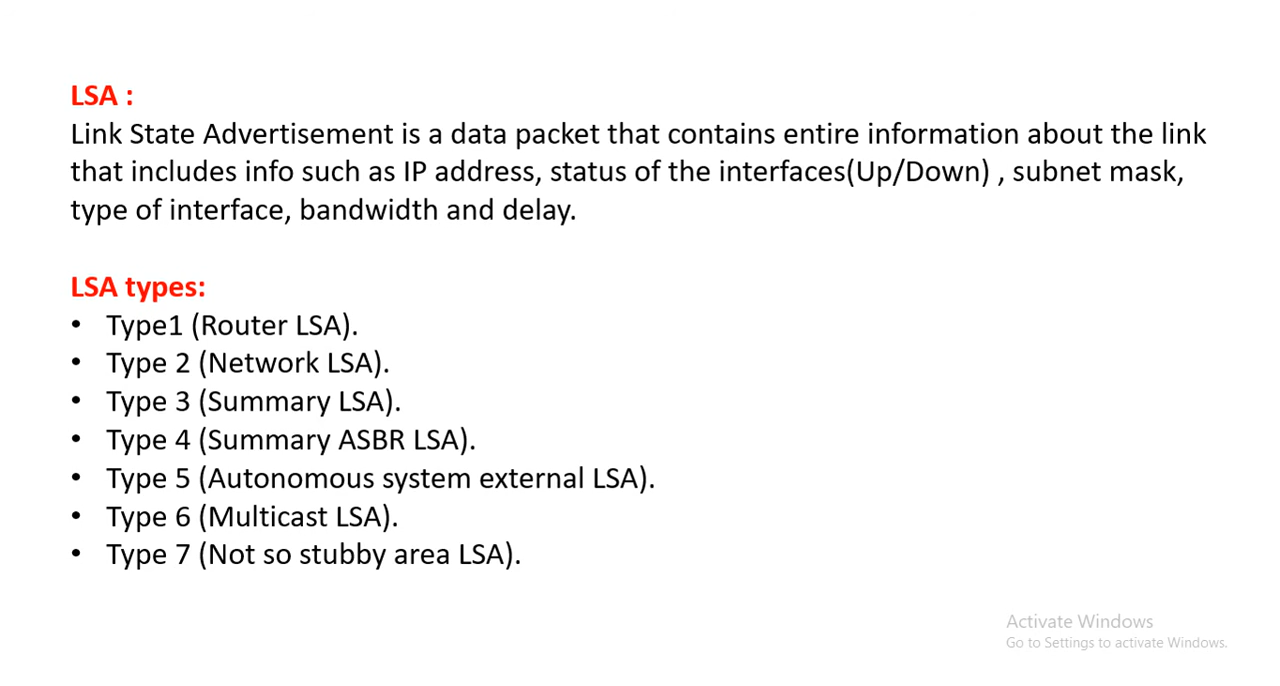 LSA :
Link State Advertisement is a data packet that contains entire information about the link
that includes info such as IP address, status of the interfaces(Up/Down) , subnet mask,
type of interface, bandwidth and delay.
LSA types:
• Type1 (Router LSA).
• Type 2 (Network LSA).
• Type 3 (Summary LSA).
• Type 4 (Summary ASBR LSA).
• Type 5 (Autonomous system external LSA).
• Type 6 (Multicast LSA).
• Type 7 (Not so stubby area LSA).
Activate Windows
Go to Settings to activate Windows.